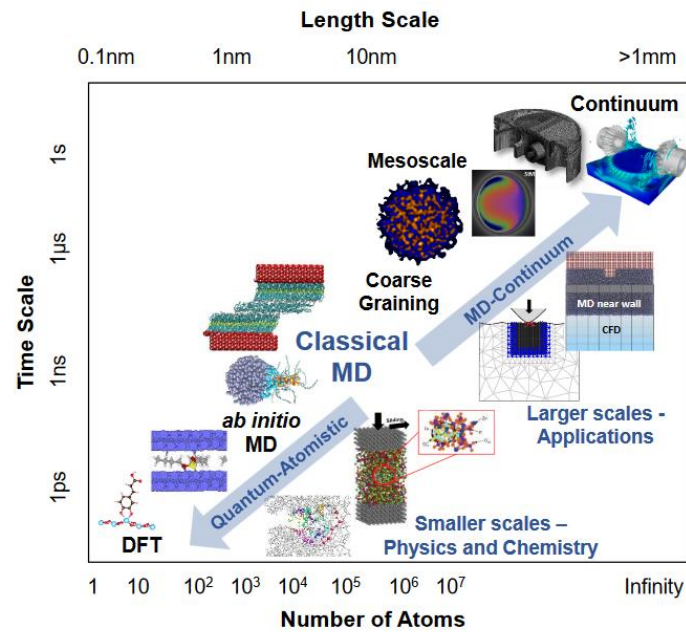 Length Scale
0.1nm 1nm 10nm >1mm
Continuum
Mesoscale
Coarse
Graining
MD-Continuum
MD near wall
CFD
Classical
MD
ab initio
MD
Larger scales -
Applications
Quantum-Atomistic
Smaller scales –
Physics and Chemistry
DFT
Time Scale
1s
1µs
1ns
1ps
1 10 10² 10³ 10⁴ 10⁵ 10⁶ 10⁷ Infinity
Number of Atoms